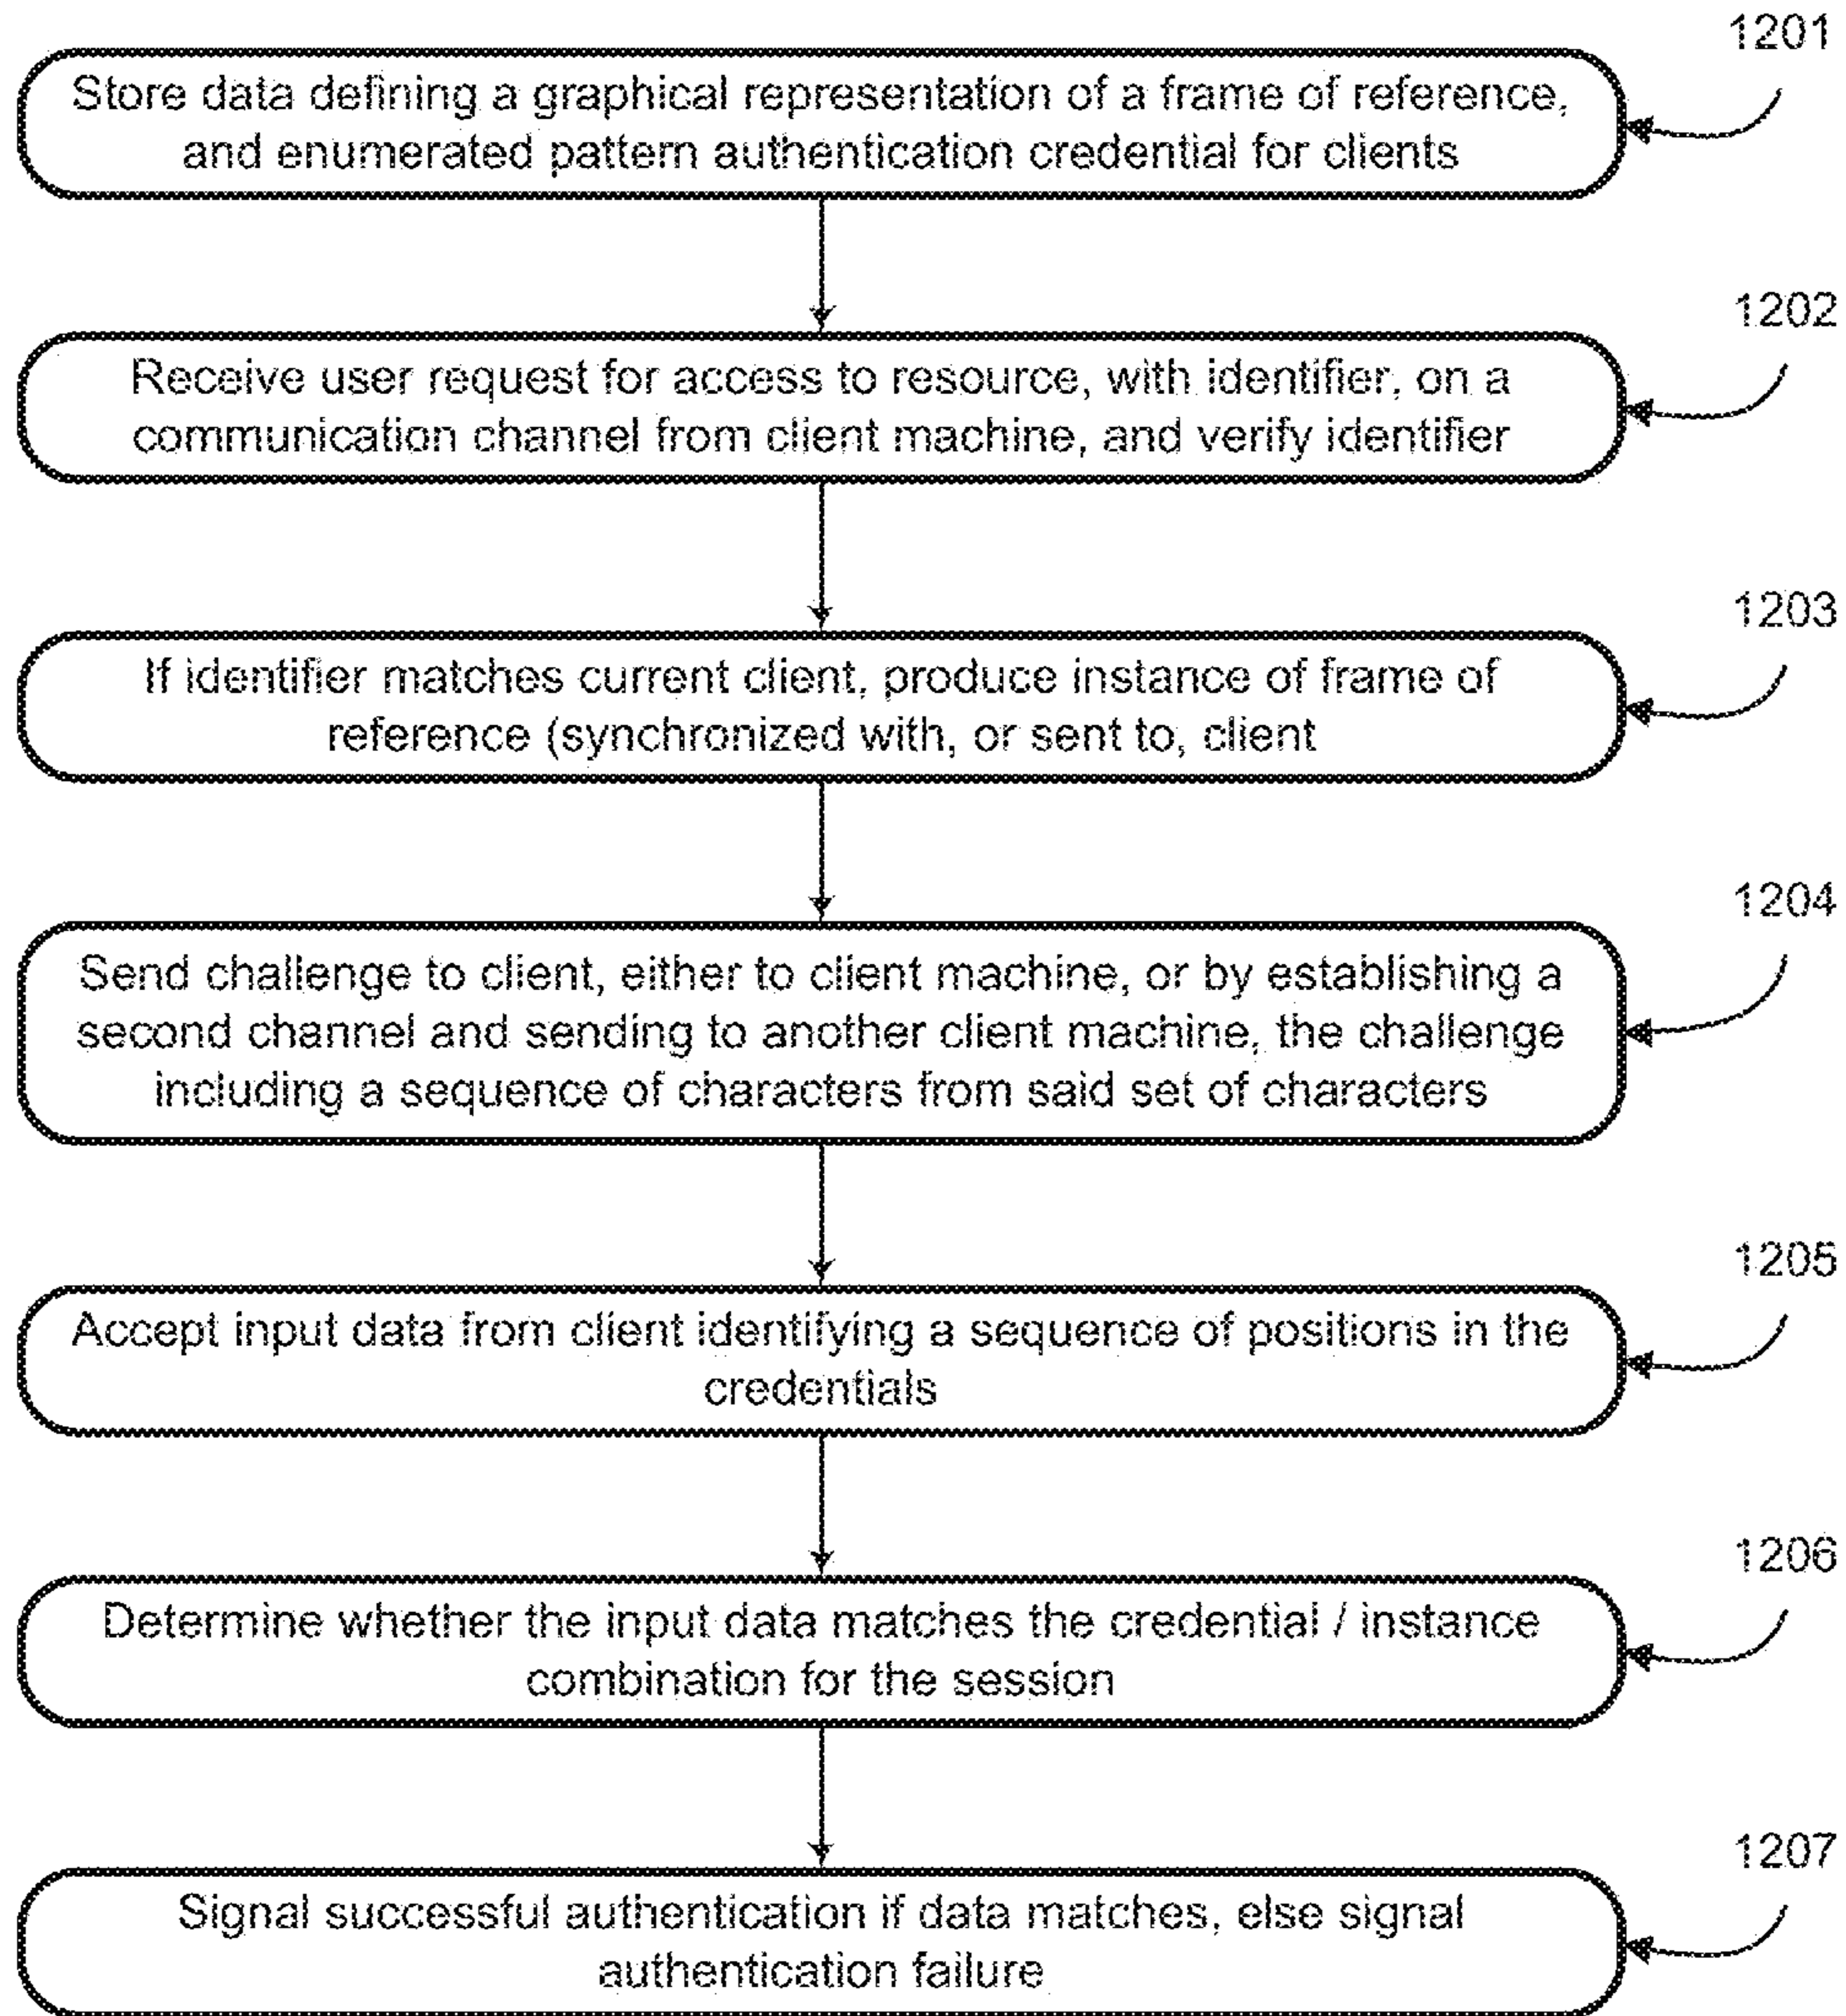 1201
Store data defining a graphical representation of a frame of reference,
and enumerated pattern authentication credential for clients
1202
Receive user request for access to resource, with identifier, on a
communication channel from client machine, and verify identifier
1203
If identifier matches current client, produce instance of frame of
reference (synchronized with, or sent to, client
1204
Send challenge to client, either to client machine, or by establishing a
second channel and sending to another client machine, the challenge
including a sequence of characters from said set of characters
1205
Accept input data from client identifying a sequence of positions in the
credentials
1206
Determine whether the input data matches the credential / instance
combination for the session
1207
Signal successful authentication if data matches, else signal
authentication failure